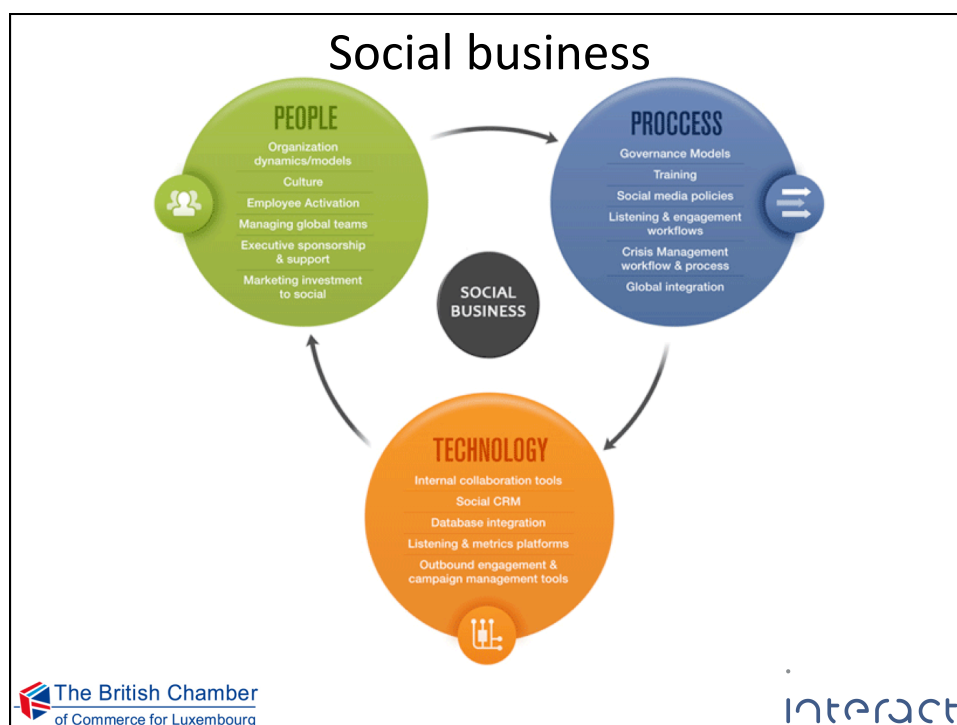 Social business
PEOPLE
Organization
dynamics/models
Culture
Employee Activation
Managing global teams
Executive sponsorship
& support
Marketing investment
to social
PROCCESS
Governance Models
Training
Social media policies
Listening & engagement
workflows
Crisis Management
workflow & process
Global integration
SOCIAL
BUSINESS
TECHNOLOGY
Internal collaboration tools
Social CRM
Database integration
Listening & metrics platforms
Outbound engagement &
campaign management tools
The British Chamber
of Commerce for Luxembourg
interact